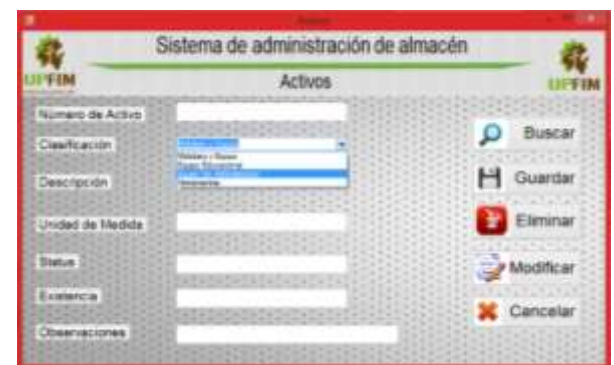 Sistema de administración de almacén
UPFIM
UPFIM
Activos
Número de Activo
Clasificación
Descripción
Unidad de Medida
Status
Existencia
Observaciones
Buscar
Guardar
Eliminar
Modificar
Cancelar